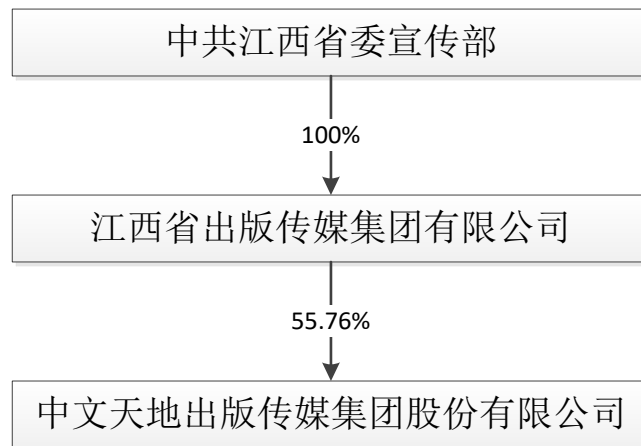 中共江西省委宣传部
100%
江西省出版传媒集团有限公司
55.76%
中文天地出版传媒集团股份有限公司